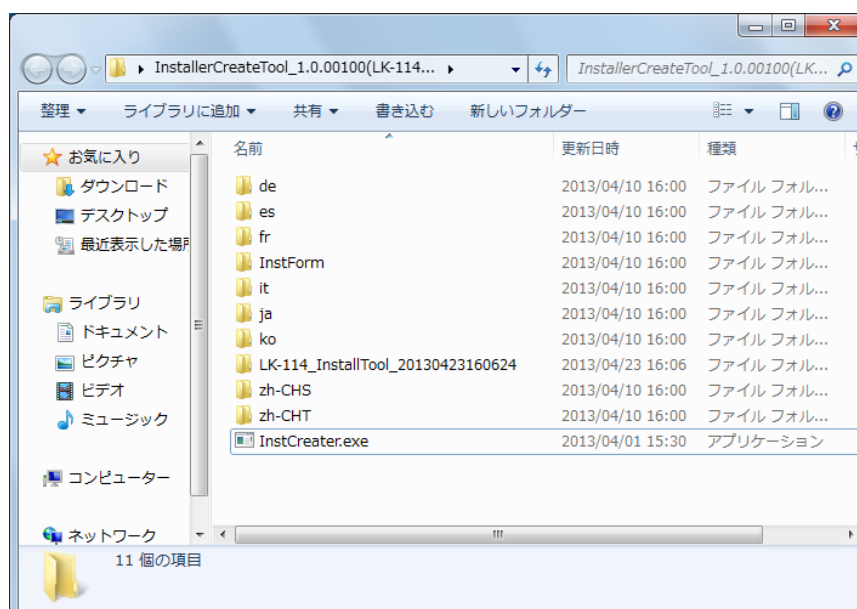 InstallerCreateTool_1.0.00100(LK-114...
InstallerCreateTool_1.0.00100(LK...
整理 ライブラリに追加 共有 書き込む 新しいフォルダー
お気に入り
ダウンロード
デスクトップ
最近表示した場所
ライブラリ
ドキュメント
ピクチャ
ビデオ
ミュージック
コンピューター
ネットワーク
名前 更新日時 種類
de 2013/04/10 16:00 ファイル フォル...
es 2013/04/10 16:00 ファイル フォル...
fr 2013/04/10 16:00 ファイル フォル...
InstForm 2013/04/10 16:00 ファイル フォル...
it 2013/04/10 16:00 ファイル フォル...
ja 2013/04/10 16:00 ファイル フォル...
ko 2013/04/10 16:00 ファイル フォル...
LK-114_InstallTool_20130423160624 2013/04/23 16:06 ファイル フォル...
zh-CHS 2013/04/10 16:00 ファイル フォル...
zh-CHT 2013/04/10 16:00 ファイル フォル...
InstCreater.exe 2013/04/01 15:30 アプリケーション
11 個の項目